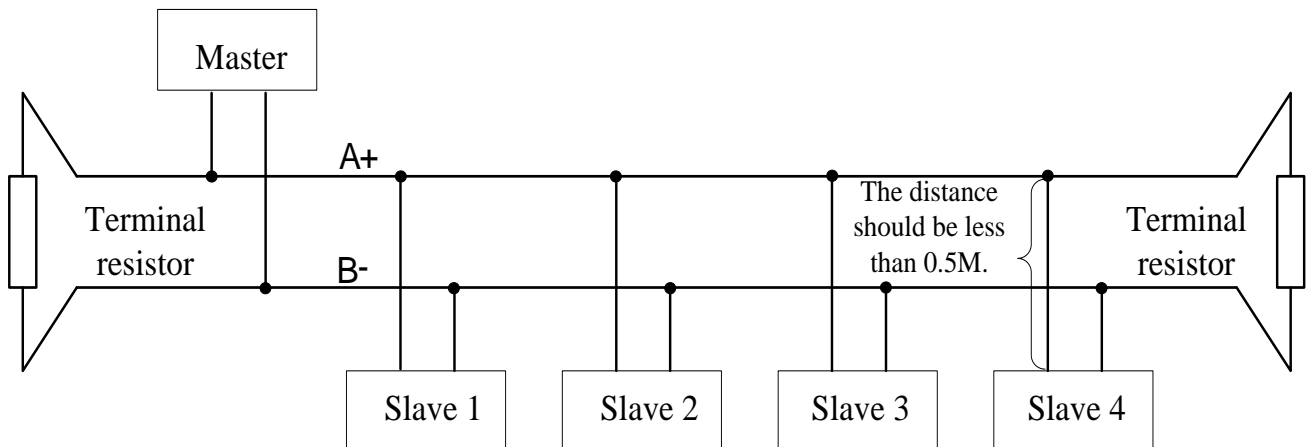 Master
A+
The distance
should be less
than 0.5M.
Terminal
resistor
Terminal
resistor
B-
Slave 1
Slave 2
Slave 3
Slave 4